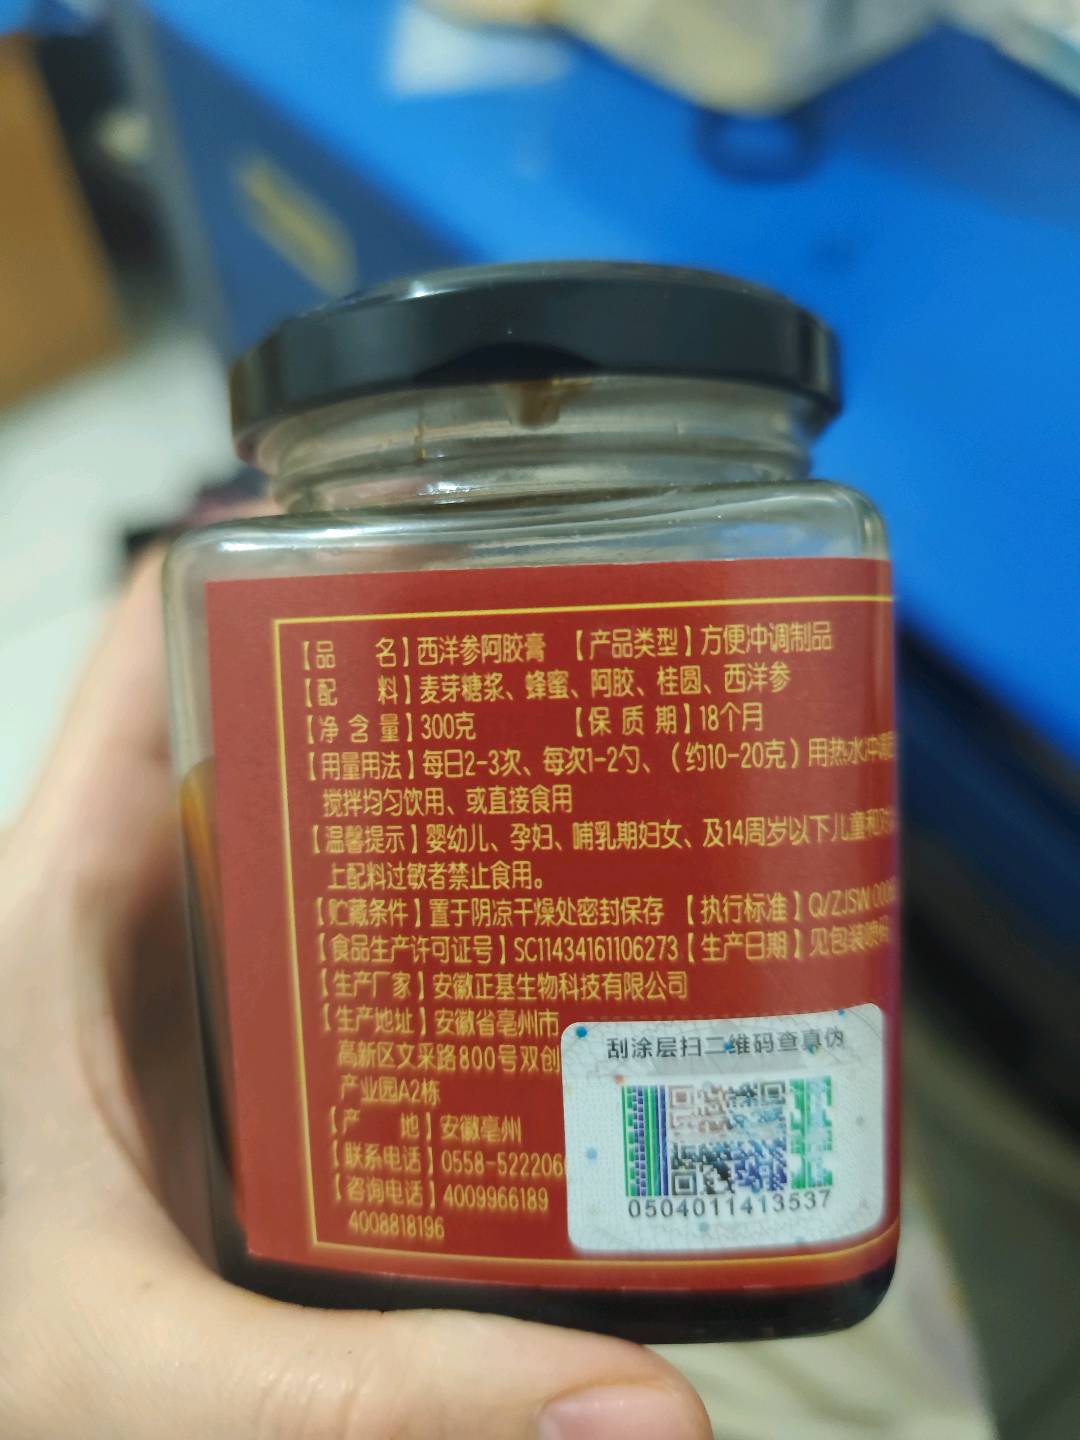 【品 名】西洋参阿胶膏 【产品类型】方便冲调制品
【配 料】麦芽糖浆、蜂蜜、阿胶、桂圆、西洋参
【净含量】300克 【保质期】18个月
【用量用法】每日2-3次、每次1-2勺、（约10-20克）用热水冲调后
搅拌均匀饮用、或直接食用
【温馨提示】婴幼儿、孕妇、哺乳期妇女、及14周岁以下儿童和对以
上配料过敏者禁止食用。
【贮藏条件】置于阴凉干燥处密封保存 【执行标准】Q/ZJSW
【食品生产许可证号】SC11434161106273【生产日期】见包装喷码
【生产厂家】安徽正基生物科技有限公司
【生产地址】安徽省亳州市
高新区文采路800号双创
产业园A2栋
【产 地】安徽亳州
【联系电话】0558-522206
【咨询电话】4009966189
4008818196
刮涂层扫二维码查真伪
0504011413537